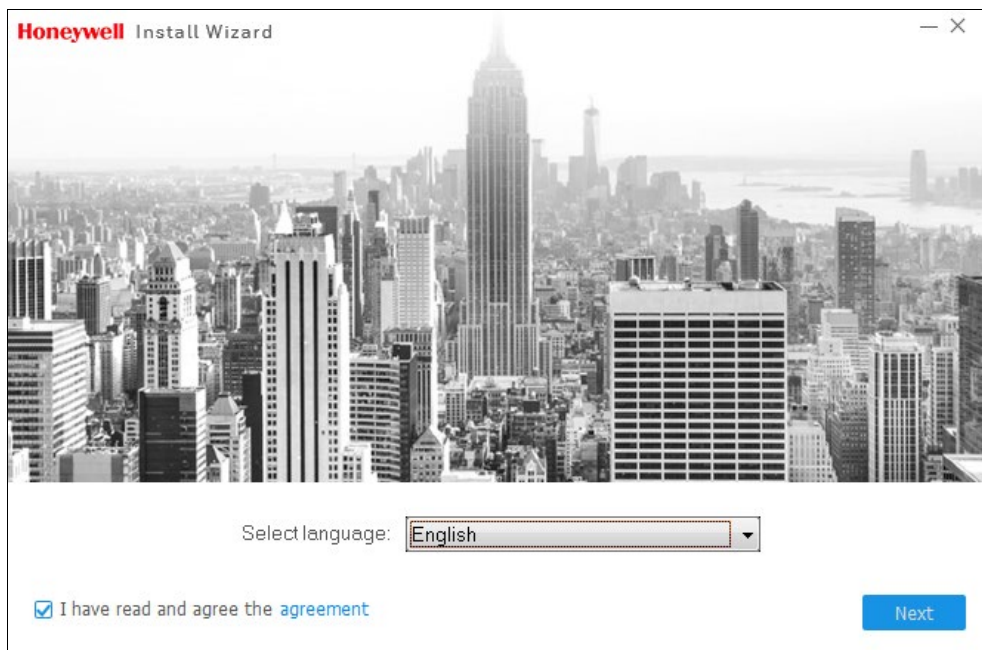 Honeywell Install Wizard
Select language: English
I have read and agree the agreement
Next